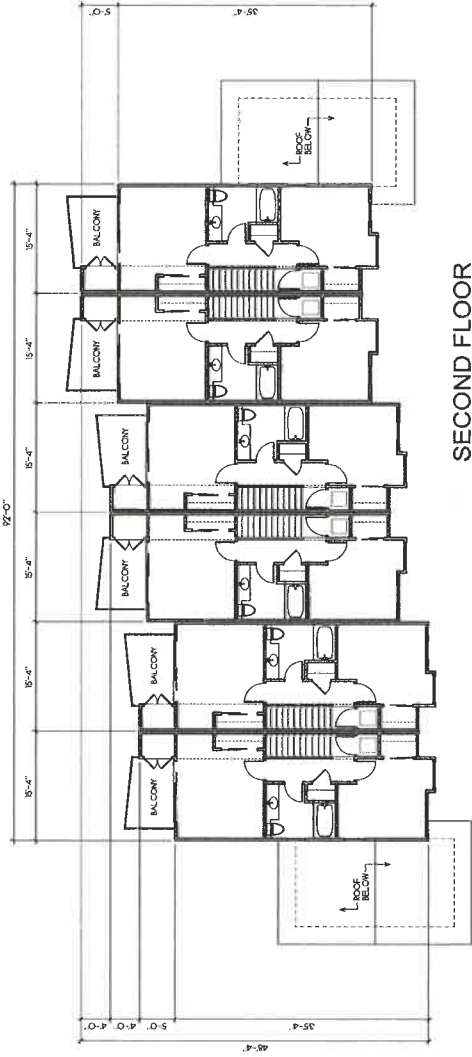 92'-0"
15'-4"
15'-4"
15'-4"
15'-4"
15'-4"
15'-4"
4'-0"
4'-0"
5'-0"
35'-4"
48'-4"
5'-0"
35'-4"
BALCONY
BALCONY
BALCONY
BALCONY
BALCONY
BALCONY
ROOF
BELOW
ROOF
BELOW
SECOND FLOOR